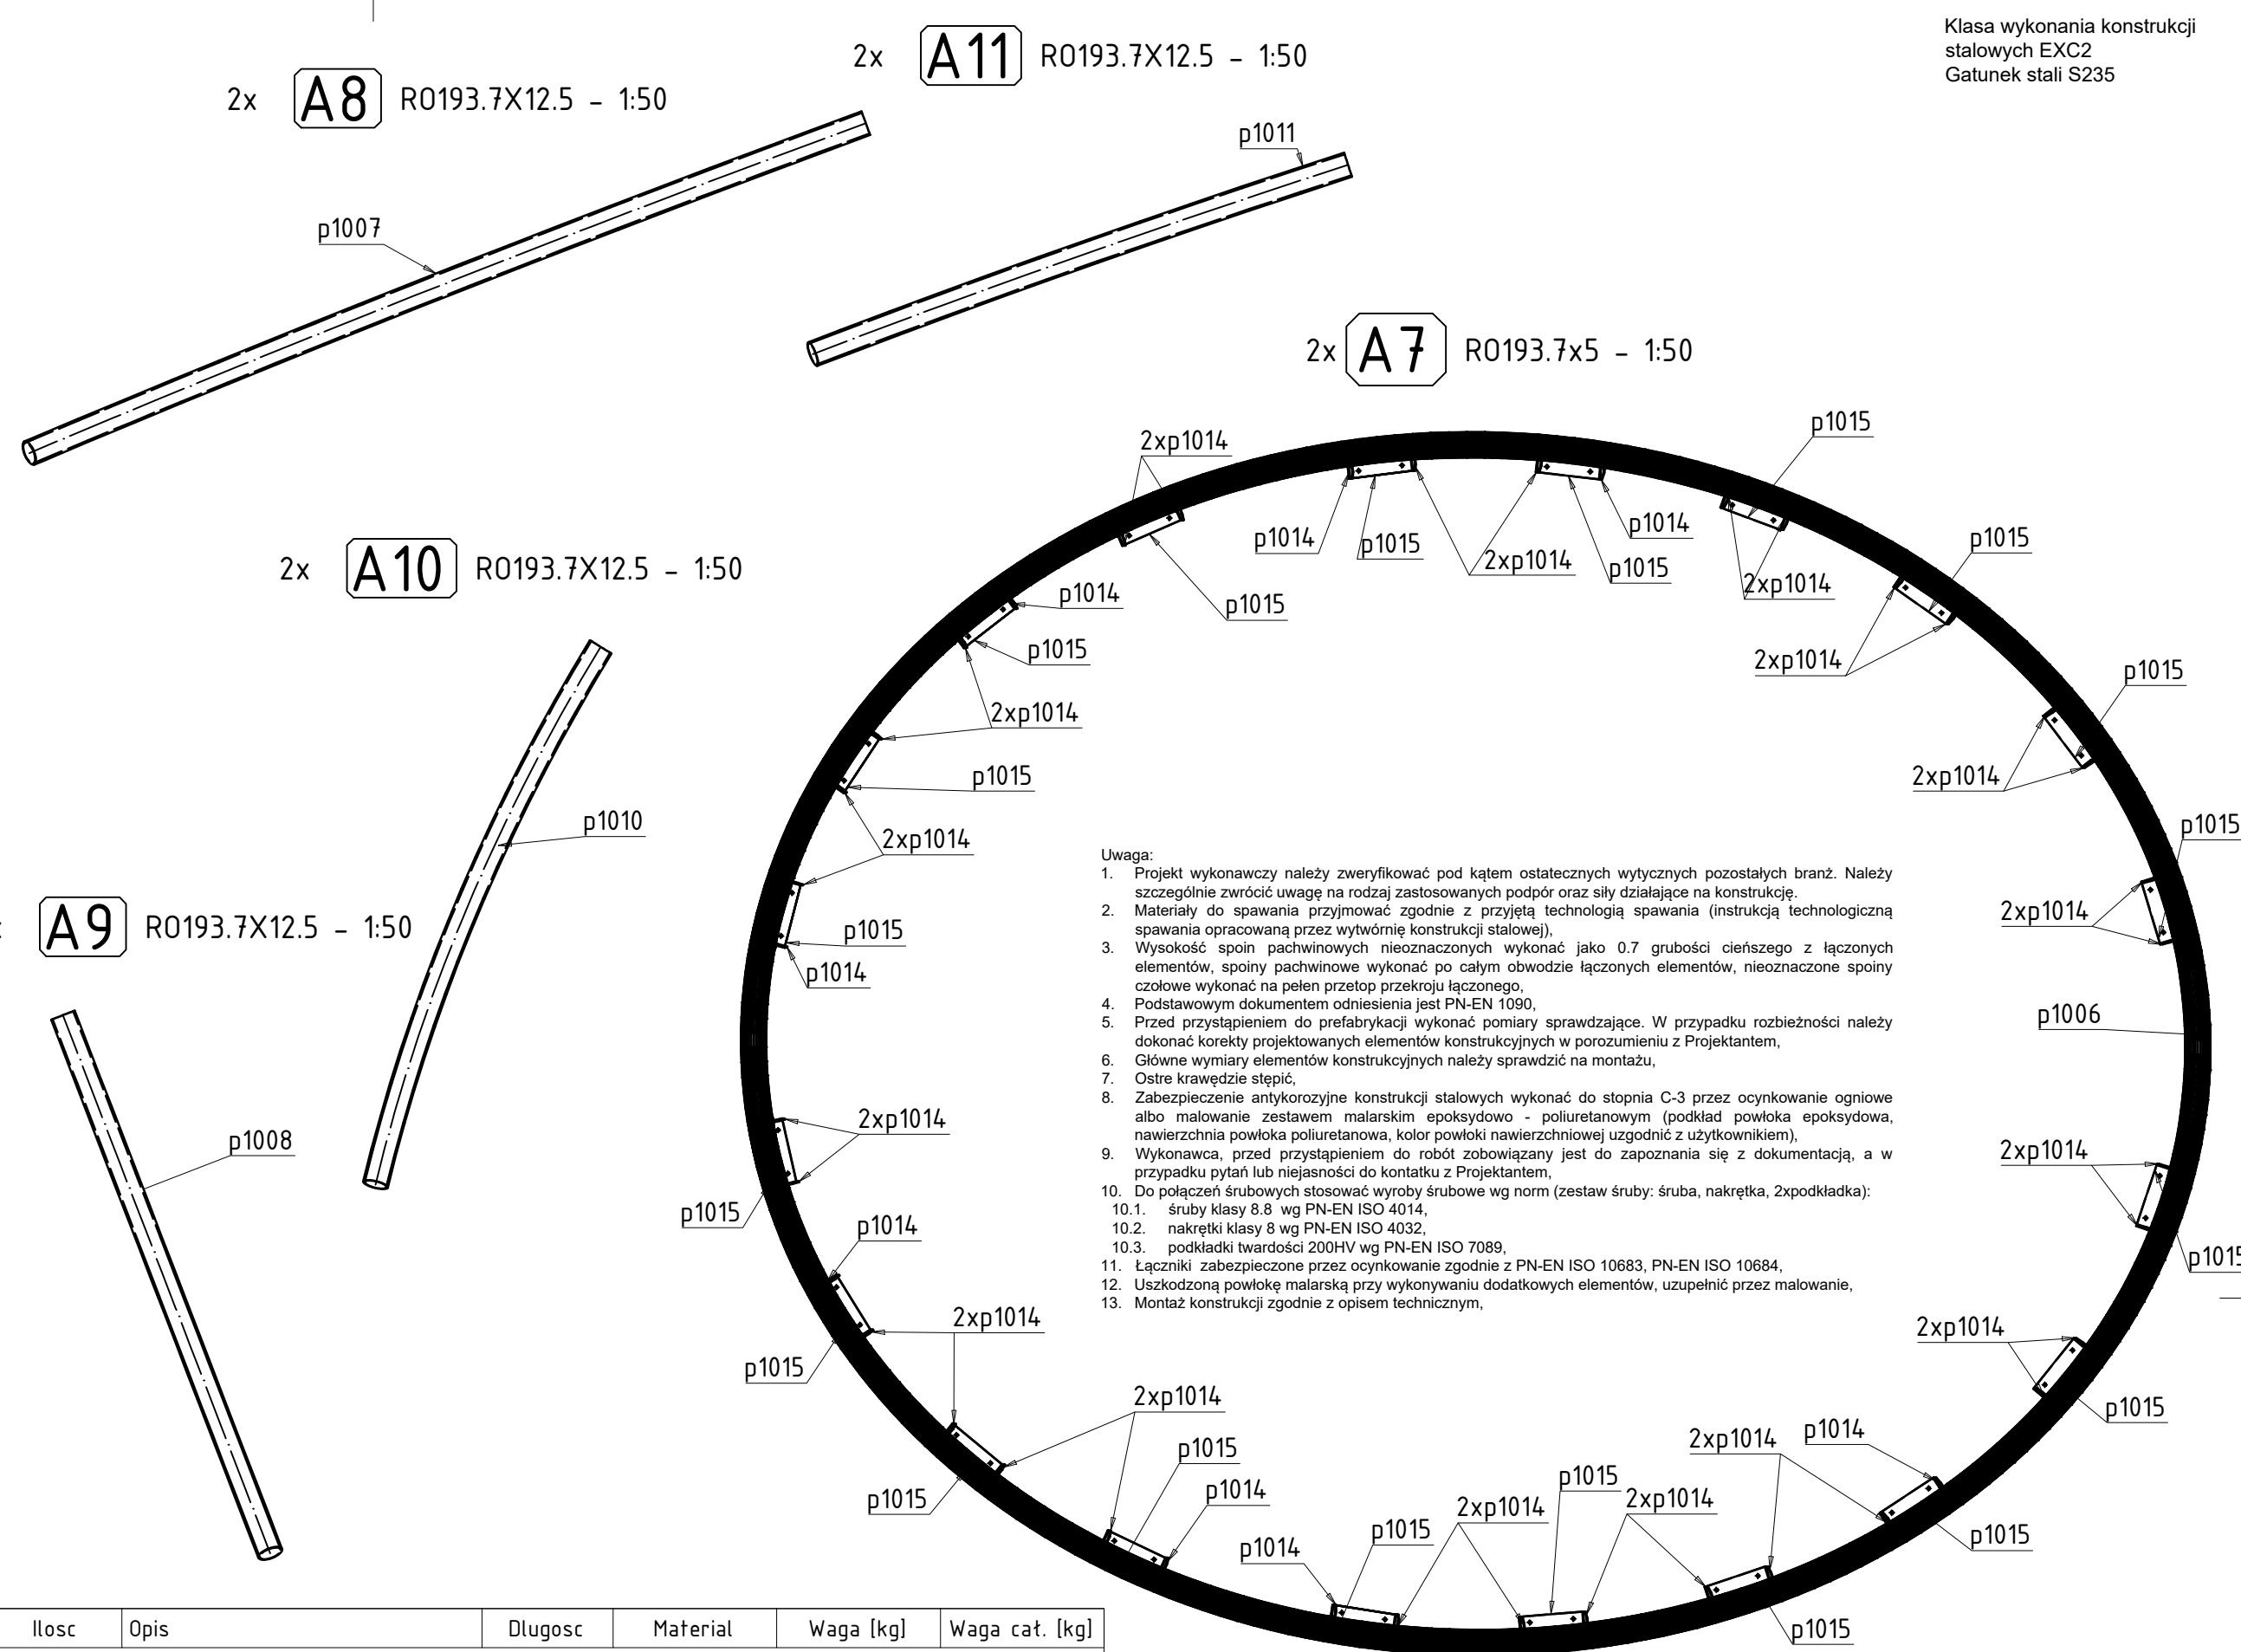 Klasa wykonania konstrukcji
stalowych EXC2
Gatunek stali S235
2x A11 RO193.7X12.5 - 1:50
2x A8 RO193.7X12.5 - 1:50
p1011
p1007
2x A7 RO193.7x5 - 1:50
p1015
2xp1014
p1014
p1015
2xp1014
p1014
p1015
p1015
2xp1014
2x A10 RO193.7X12.5 - 1:50
p1014
p1015
p1015
2xp1014
p1015
2xp1014
p1015
2xp1014
p1015
p1010
2xp1014
p1015
A9 RO193.7X12.5 - 1:50
p1015
p1014
2xp1014
p1006
Uwaga:
1. Projekt wykonawczy należy zweryfikować pod kątem ostatecznych wytycznych pozostałych branż. Należy
szczególnie zwrócić uwagę na rodzaj zastosowanych podpór oraz siły działające na konstrukcję.
2. Materiały do spawania przyjmować zgodnie z przyjętą technologią spawania (instrukcją technologiczną
spawania opracowaną przez wytwórnię konstrukcji stalowej),
3. Wysokość spoin pachwinowych nieoznaczonych wykonać jako 0.7 grubości cieńszego z łączonych
elementów, spoiny pachwinowe wykonać po całym obwodzie łączonych elementów, nieoznaczone spoiny
czołowe wykonać na pełen przetop przekroju łączonego,
4. Podstawowym dokumentem odniesienia jest PN-EN 1090,
5. Przed przystąpieniem do prefabrykacji wykonać pomiary sprawdzające. W przypadku rozbieżności należy
dokonać korekty projektowanych elementów konstrukcyjnych w porozumieniu z Projektantem,
6. Główne wymiary elementów konstrukcyjnych należy sprawdzić na montażu,
7. Ostre krawędzie stępić,
8. Zabezpieczenie antykorozyjne konstrukcji stalowych wykonać do stopnia C-3 przez ocynkowanie ogniowe
albo malowanie zestawem malarskim epoksydowo - poliuretanowym (podkład powłoka epoksydowa,
nawierzchnia powłoka poliuretanowa, kolor powłoki nawierzchniowej uzgodnić z użytkownikiem),
9. Wykonawca, przed przystąpieniem do robót zobowiązany jest do zapoznania się z dokumentacją, a w
przypadku pytań lub niejasności do kontatku z Projektantem,
10. Do połączeń śrubowych stosować wyroby śrubowe wg norm (zestaw śruby: śruba, nakrętka, 2xpodkładka):
10.1. śruby klasy 8.8 wg PN-EN ISO 4014,
10.2. nakrętki klasy 8 wg PN-EN ISO 4032,
10.3. podkładki twardości 200HV wg PN-EN ISO 7089,
11. Łączniki zabezpieczone przez ocynkowanie zgodnie z PN-EN ISO 10683, PN-EN ISO 10684,
12. Uszkodzoną powłokę malarską przy wykonywaniu dodatkowych elementów, uzupełnić przez malowanie,
13. Montaż konstrukcji zgodnie z opisem technicznym,
p1008
2xp1014
2xp1014
p1015
p1014
p1015
2xp1014
p1015
2xp1014
2xp1014
p1015
p1015
p1014
p1015
p1014
2xp1014
p1015
p1014
p1015
2xp1014
p1015
2xp1014
2xp1014
p1014
p1015
p1015
Ilosc Opis Dlugosc Material Waga [kg] Waga cał. [kg]